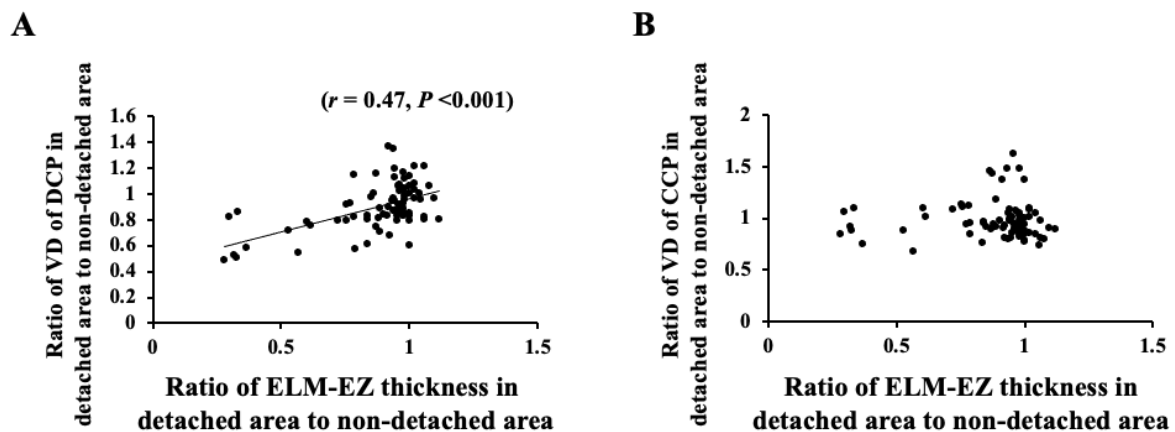 A
Ratio of VD of DCP in
detached area to non-detached area
(r = 0.47, P <0.001)
1.6
1.4
1.2
1
0.8
0.6
0.4
0.2
0
0
0.5
1
1.5
Ratio of ELM-EZ thickness in
detached area to non-detached area
B
Ratio of VD of CCP in
detached area to non-detached area
2
1.5
1
0.5
0
0
0.5
1
1.5
Ratio of ELM-EZ thickness in
detached area to non-detached area